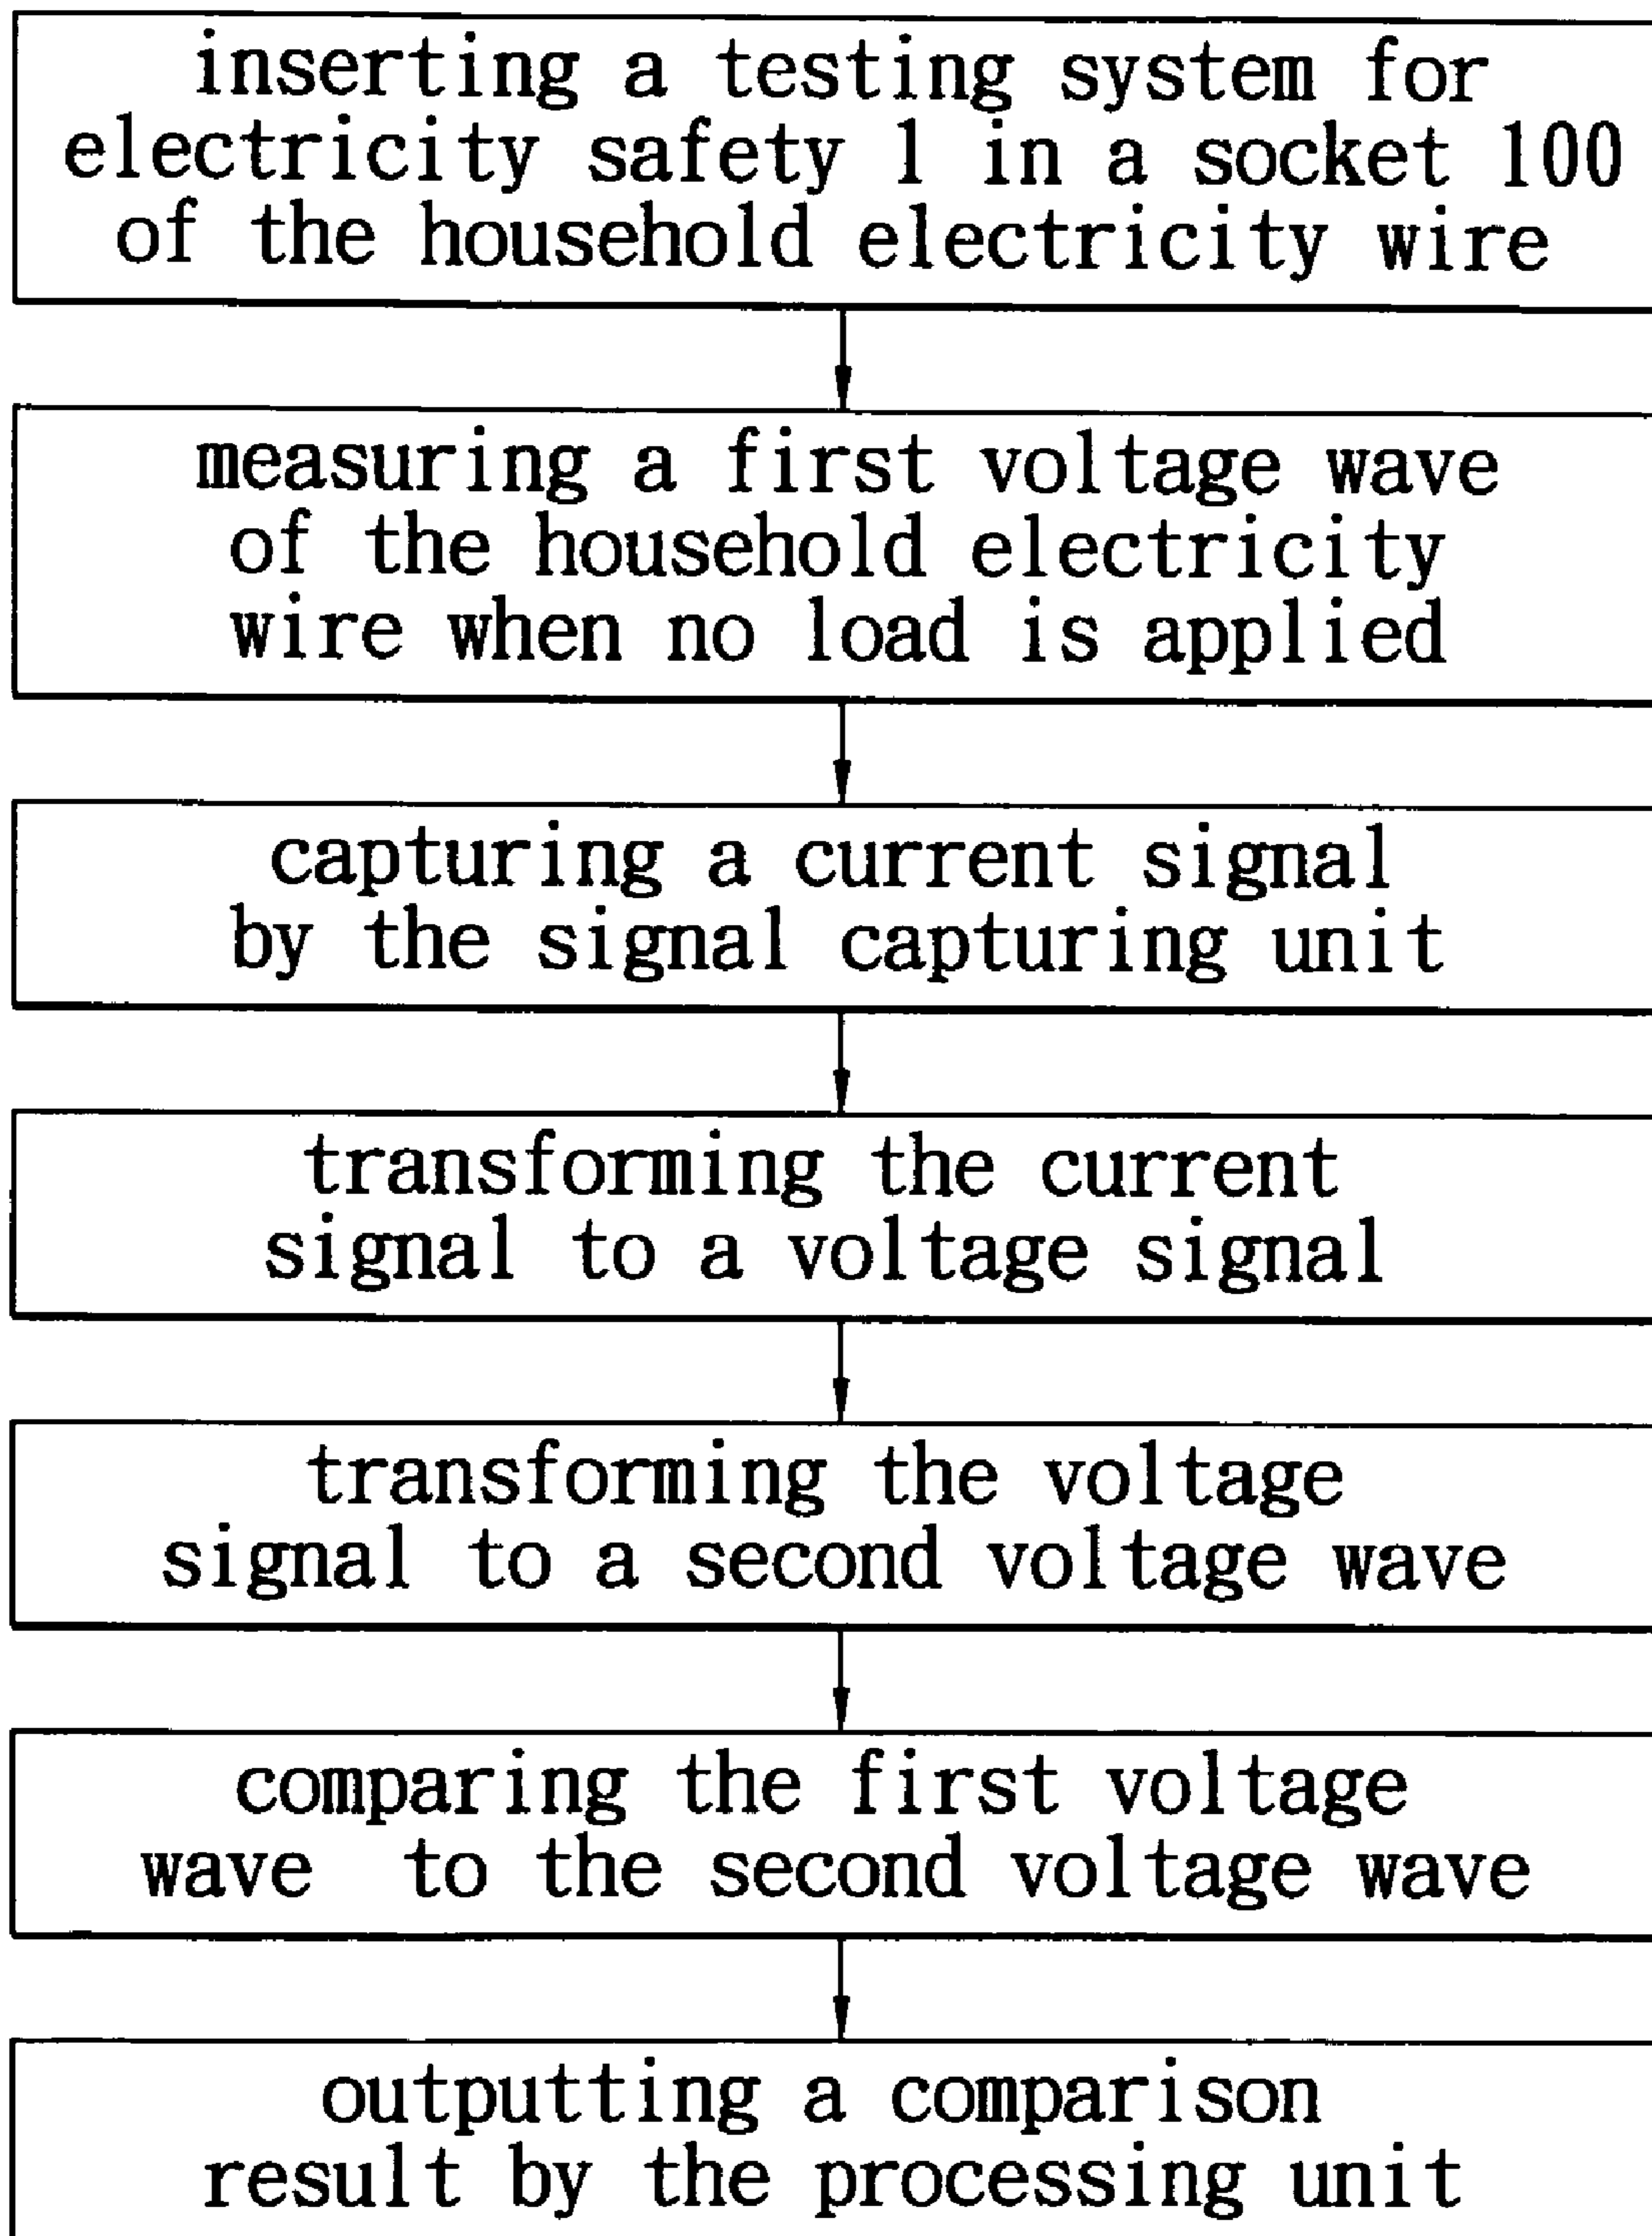 inserting a testing system for
electricity safety 1 in a socket 100
of the household electricity wire
measuring a first voltage wave
of the household electricity
wire when no load is applied
capturing a current signal
by the signal capturing unit
transforming the current
signal to a voltage signal
transforming the voltage
signal to a second voltage wave
comparing the first voltage
wave to the second voltage wave
outputting a comparison
result by the processing unit